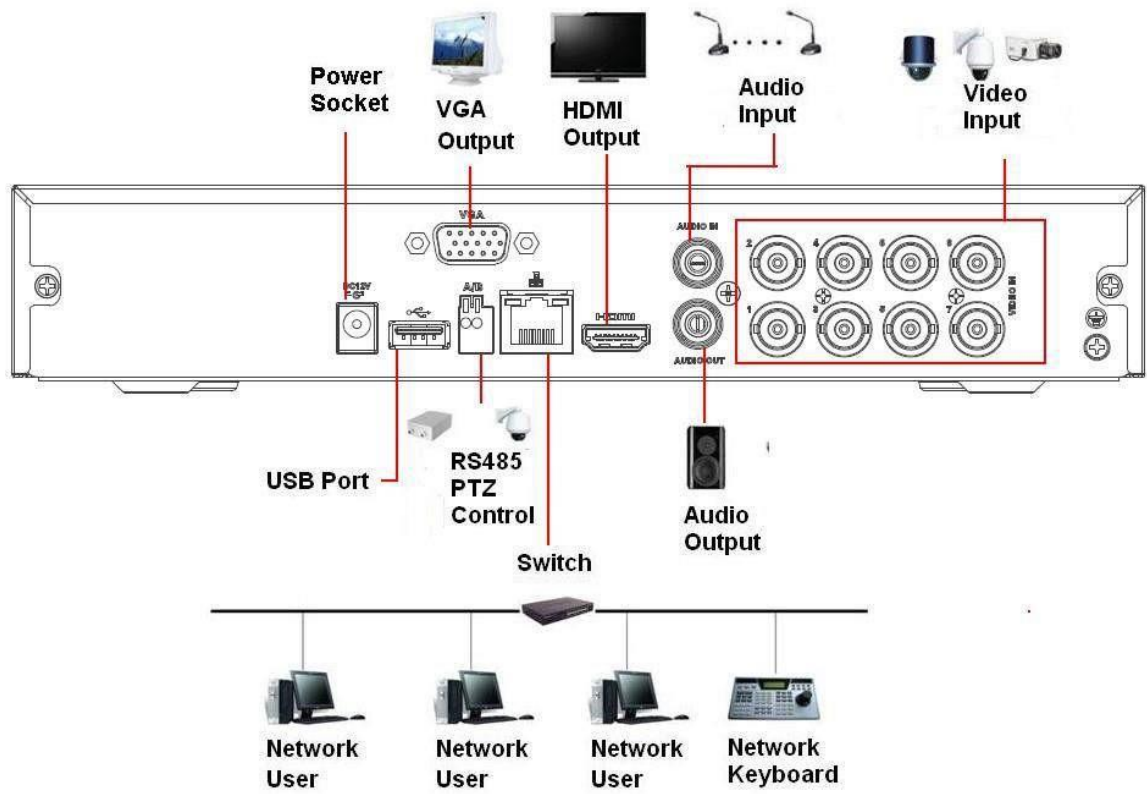 Power
Socket
VGA
Output
HDMI
Output
Audio
Input
Video
Input
VGA
AUDIO IN
2
4
6
8
DC12V
A/B
HDMI
VIDEO IN
1
3
5
7
AUDIO OUT
USB Port
RS485
PTZ
Control
Audio
Output
Switch
Network
User
Network
User
Network
User
Network
Keyboard